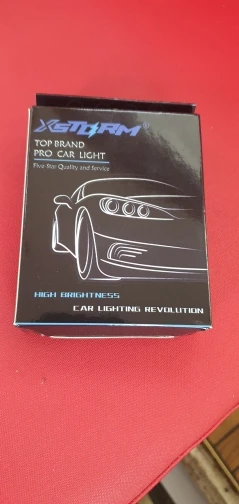 XSTORM®
TOP BRAND
PRO CAR LIGHT
Five-Star Quality and Service
HIGH BRIGHTNESS
CAR LIGHTING REVOLUTION